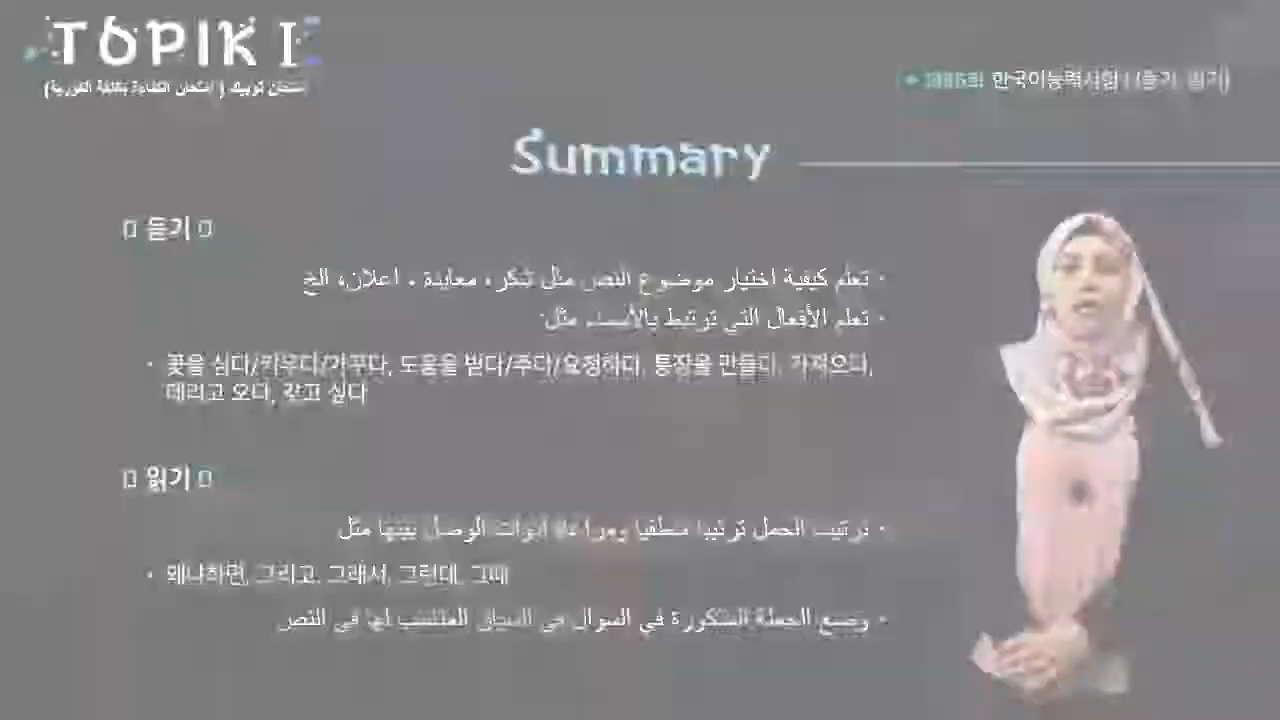 TOPIK I
امتحان توبيك ( امتحان الكفاءة باللغة الكورية)
한국어능력시험 I (듣기, 읽기)
Summary
듣기
· تعلم كيفية اختيار موضوع النص مثل شكر، معايدة ، اعلان، الخ
· تعلم الأفعال التي ترتبط بالأسماء مثل:
· 꽃을 심다/키우다/가꾸다, 도움을 받다/주다/요청하다, 통장을 만들다, 가져오다,
데리고 오다, 갖고 싶다
읽기
· ترتيب الجمل ترتيبا منطقيا ومراعاة ادوات الوصل بينها مثل
· 왜냐하면, 그리고, 그래서, 그런데, 그때
· وضع الجملة المذكورة في السوال في السياق المناسب لها في النص